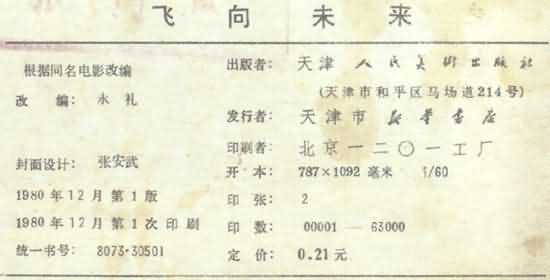 飞向未来
根据同名电影改编
改 编：永礼
封面设计：张安武
1980年12月第1版
1980年12月第1次印刷
统一书号：8073·30501
出版者：天津人民美術出版社
(天津市和平区马场道214号)
发行者：天津市新華書店
印刷者：北京一二〇一工厂
开 本：787×1092 毫米 1/60
印 张：2
印 数：00001—63000
定 价：0.21元